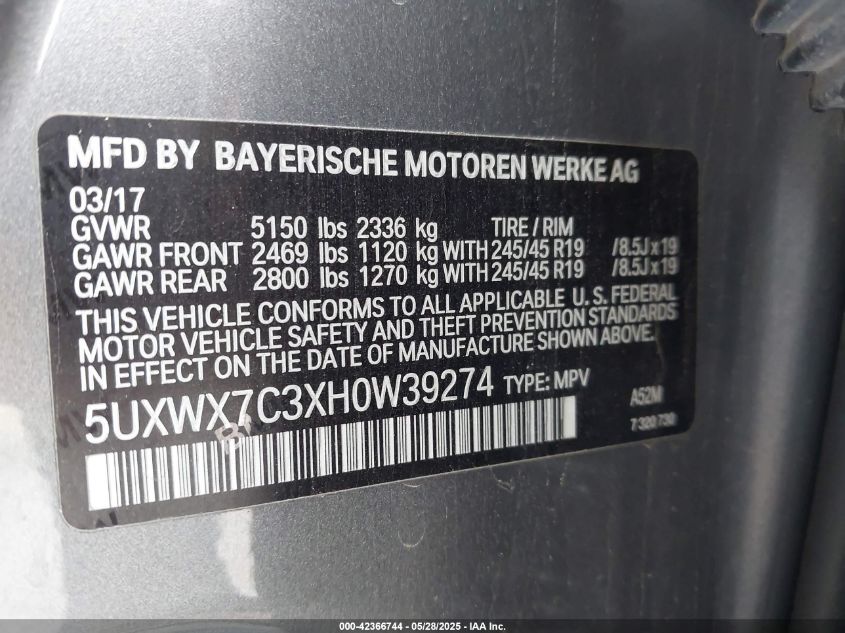 MFD BY BAYERISCHE MOTOREN WERKE AG
03/17
GVWR 5150 lbs 2336 kg TIRE / RIM
GAWR FRONT 2469 lbs 1120 kg WITH 245/45 R19 /8.5J x 19
GAWR REAR 2800 lbs 1270 kg WITH 245/45 R19 /8.5J x 19
THIS VEHICLE CONFORMS TO ALL APPLICABLE U. S. FEDERAL
MOTOR VEHICLE SAFETY AND THEFT PREVENTION STANDARDS
IN EFFECT ON THE DATE OF MANUFACTURE SHOWN ABOVE.
5UXWX7C3XH0W39274 TYPE: MPV A52M
7 320 730
000-42366744 - 05/28/2025 - IAA Inc.